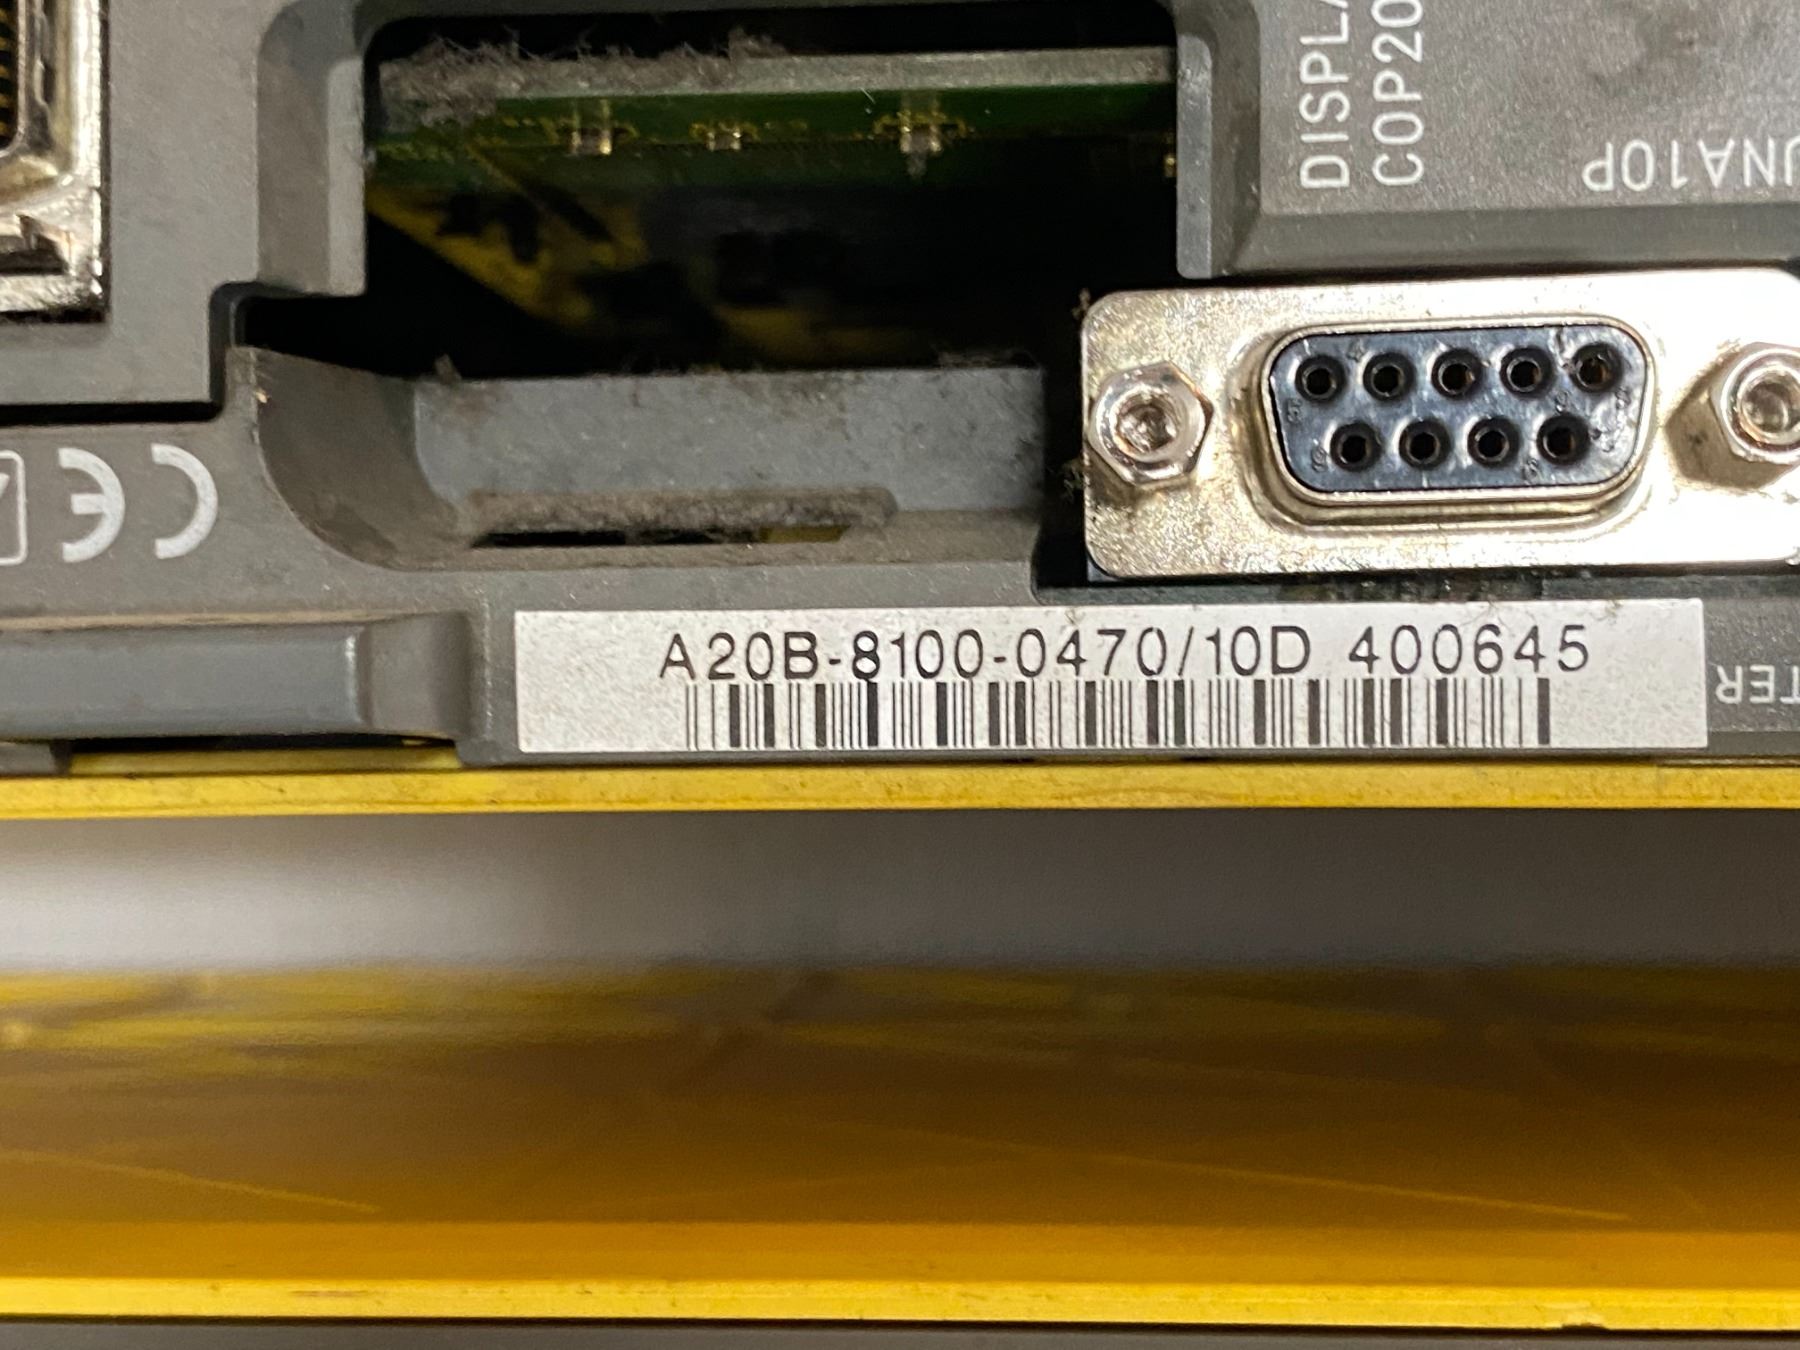 DISPLA
COP20
JNA10P
CE
A20B-8100-0470/10D 400645
TER